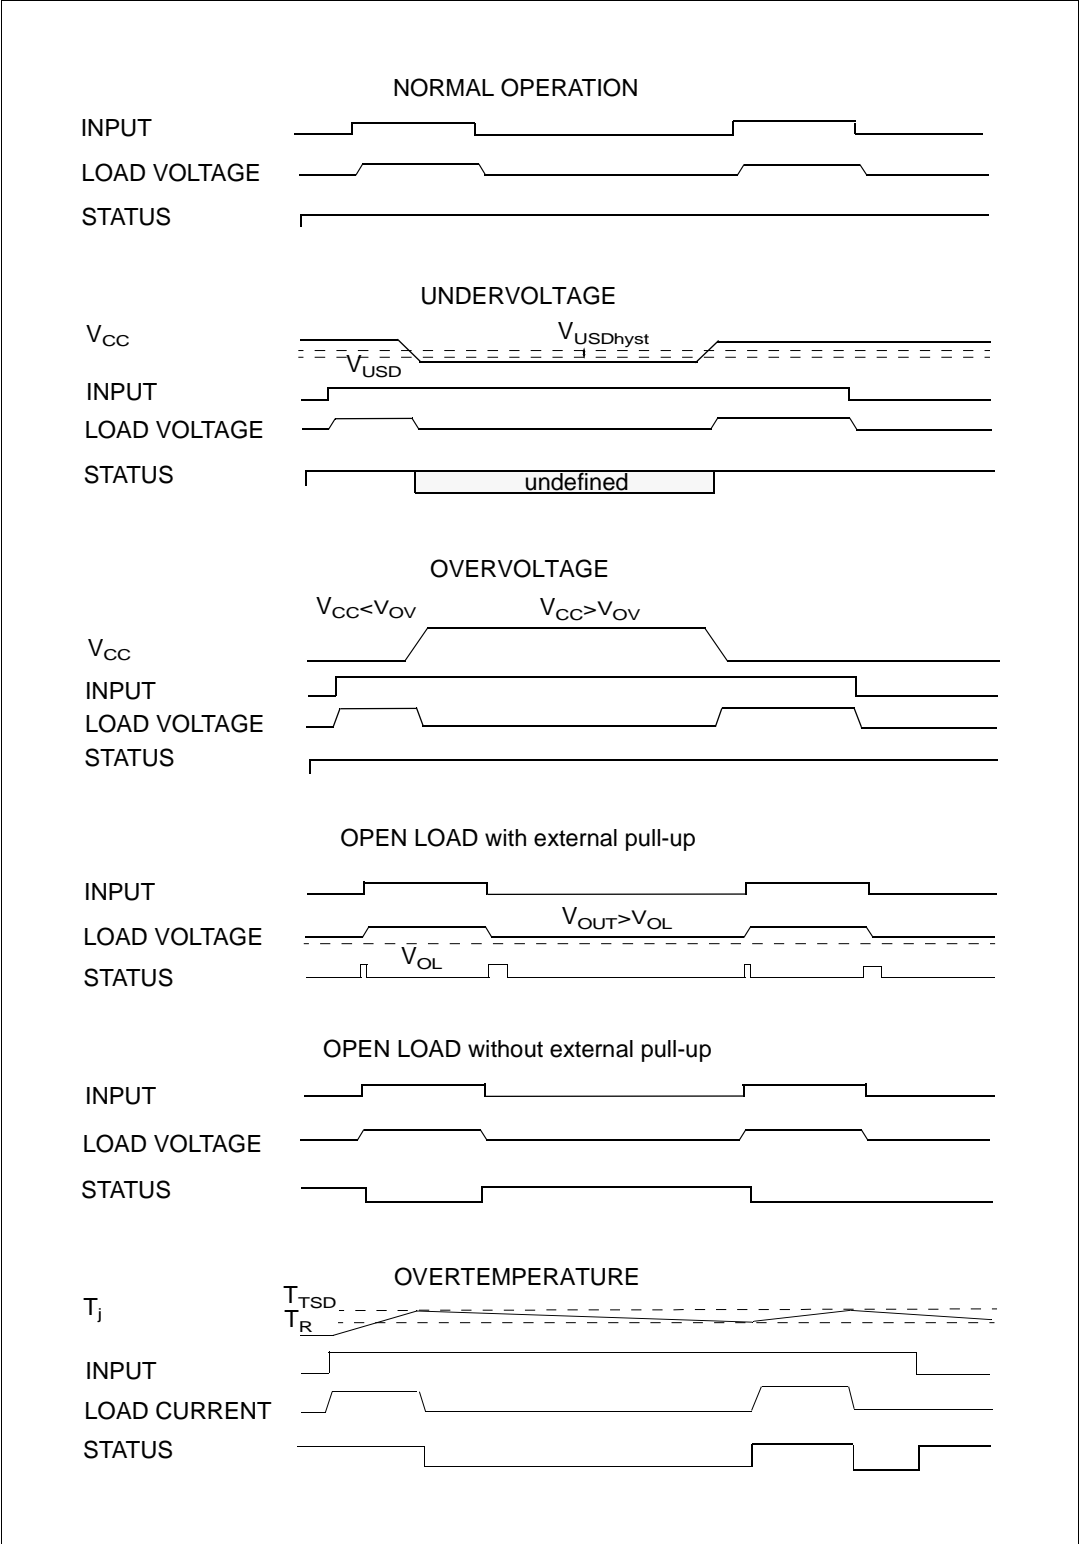 NORMAL OPERATION
INPUT
LOAD VOLTAGE
STATUS
UNDERVOLTAGE
VCC
VUSDhyst
VUSD
INPUT
LOAD VOLTAGE
STATUS
undefined
OVERVOLTAGE
VCC<VOV
VCC>VOV
VCC
INPUT
LOAD VOLTAGE
STATUS
OPEN LOAD with external pull-up
INPUT
VOUT>VOL
LOAD VOLTAGE
VOL
STATUS
OPEN LOAD without external pull-up
INPUT
LOAD VOLTAGE
STATUS
OVERTEMPERATURE
Tj
TTSD
TR
INPUT
LOAD CURRENT
STATUS